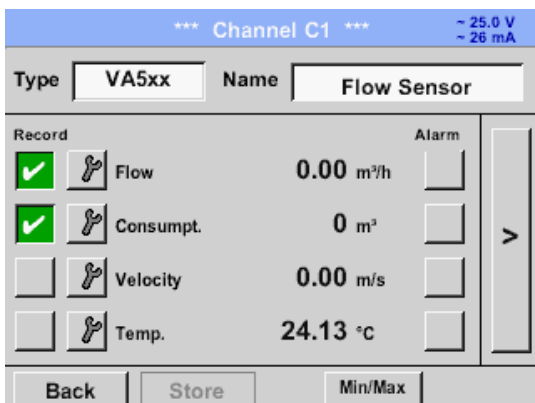 *** Channel C1 *** ~ 25.0 V
~ 26 mA
Type VA5xx Name Flow Sensor
Record Alarm
Flow 0.00 m³/h
Consumpt. 0 m³
Velocity 0.00 m/s
Temp. 24.13 °C
>
Back Store Min/Max